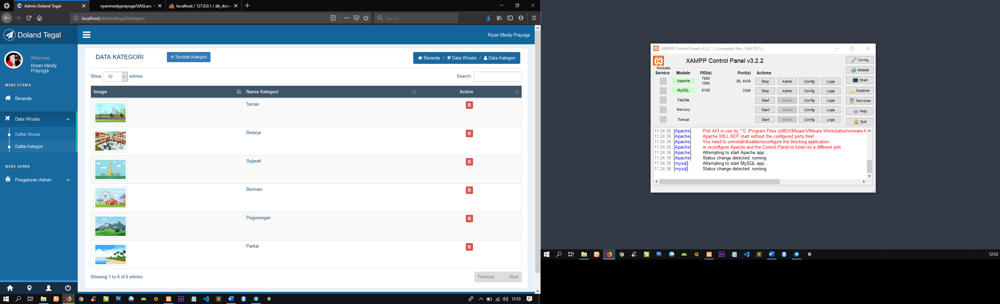 Admin Doland Tegal
riyanmeidyprayoga/UASLara-1
localhost / 127.0.0.1 / db_dolan
localhost/dolandtegal/kategori
Search
Doland Tegal
Riyan Meidy Prayoga
Welcome,
Riyan Meidy
Prayoga
MENU UTAMA
Beranda
Data Wisata
Daftar Wisata
Daftar Kategori
MENU ADMIN
Pengaturan Admin
DATA KATEGORI
Tambah Kategori
Beranda / Data Wisata / Data Kategori
Show 10 entries
Search:
Image Nama Kategori Action
Taman
Belanja
Sejarah
Bermain
Pegunungan
Pantai
Showing 1 to 6 of 6 entries
Previous 1 Next
Ps
Ae
12:53
XAMPP Control Panel v3.2.2 [ Compiled: Nov 12th 2015 ]
XAMPP Control Panel v3.2.2
Modules
Service Module PID(s) Port(s) Actions
Apache 7900 1084 80, 4430 Stop Admin Config Logs
MySQL 9108 3306 Stop Admin Config Logs
FileZilla Start Admin Config Logs
Mercury Start Admin Config Logs
Tomcat Start Admin Config Logs
Config
Netstat
Shell
Explorer
Services
Help
Quit
11:24:36 [Apache] Port 443 in use by ""C:\Program Files (x86)\VMware\VMware Workstation\vmware-h
11:24:36 [Apache] Apache WILL NOT start without the configured ports free!
11:24:36 [Apache] You need to uninstall/disable/reconfigure the blocking application
11:24:36 [Apache] or reconfigure Apache and the Control Panel to listen on a different port
11:24:36 [Apache] Attempting to start Apache app...
11:24:36 [Apache] Status change detected: running
11:24:36 [mysql] Attempting to start MySQL app...
11:24:36 [mysql] Status change detected: running
Ps
Ae
12:53